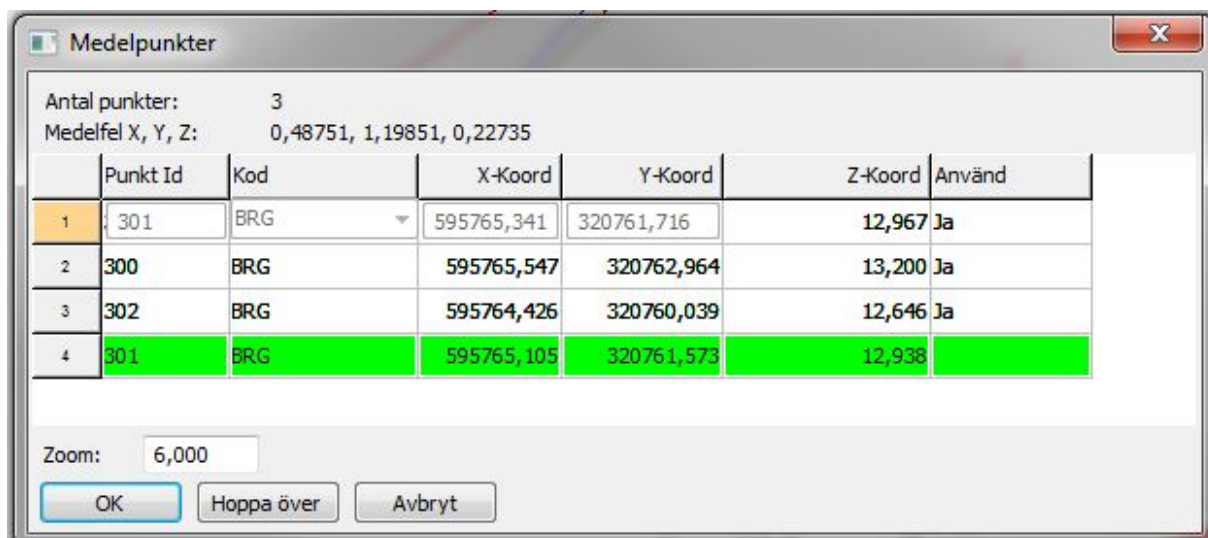 Medelpunkter
Antal punkter: 3
Medelfel X, Y, Z: 0,48751, 1,19851, 0,22735
Punkt Id Kod X-Koord Y-Koord Z-Koord Använd
1 301 BRG 595765,341 320761,716 12,967 Ja
2 300 BRG 595765,547 320762,964 13,200 Ja
3 302 BRG 595764,426 320760,039 12,646 Ja
4 301 BRG 595765,105 320761,573 12,938
Zoom: 6,000
OK Hoppa över Avbryt